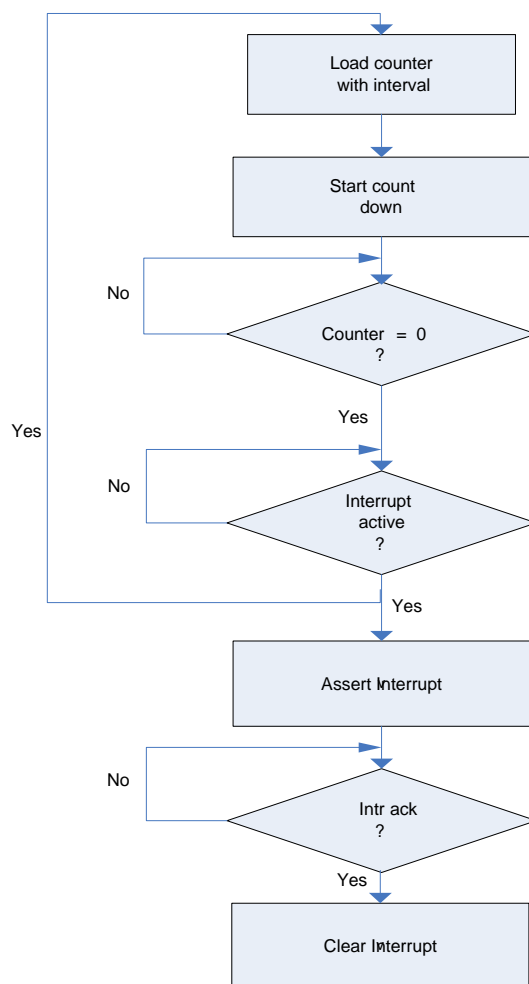 Load counter
with interval
Start count
down
No
Counter = 0
?
Yes
Yes
No
Interrupt
active
?
Yes
Assert Interrupt
No
Intr ack
?
Yes
Clear Interrupt